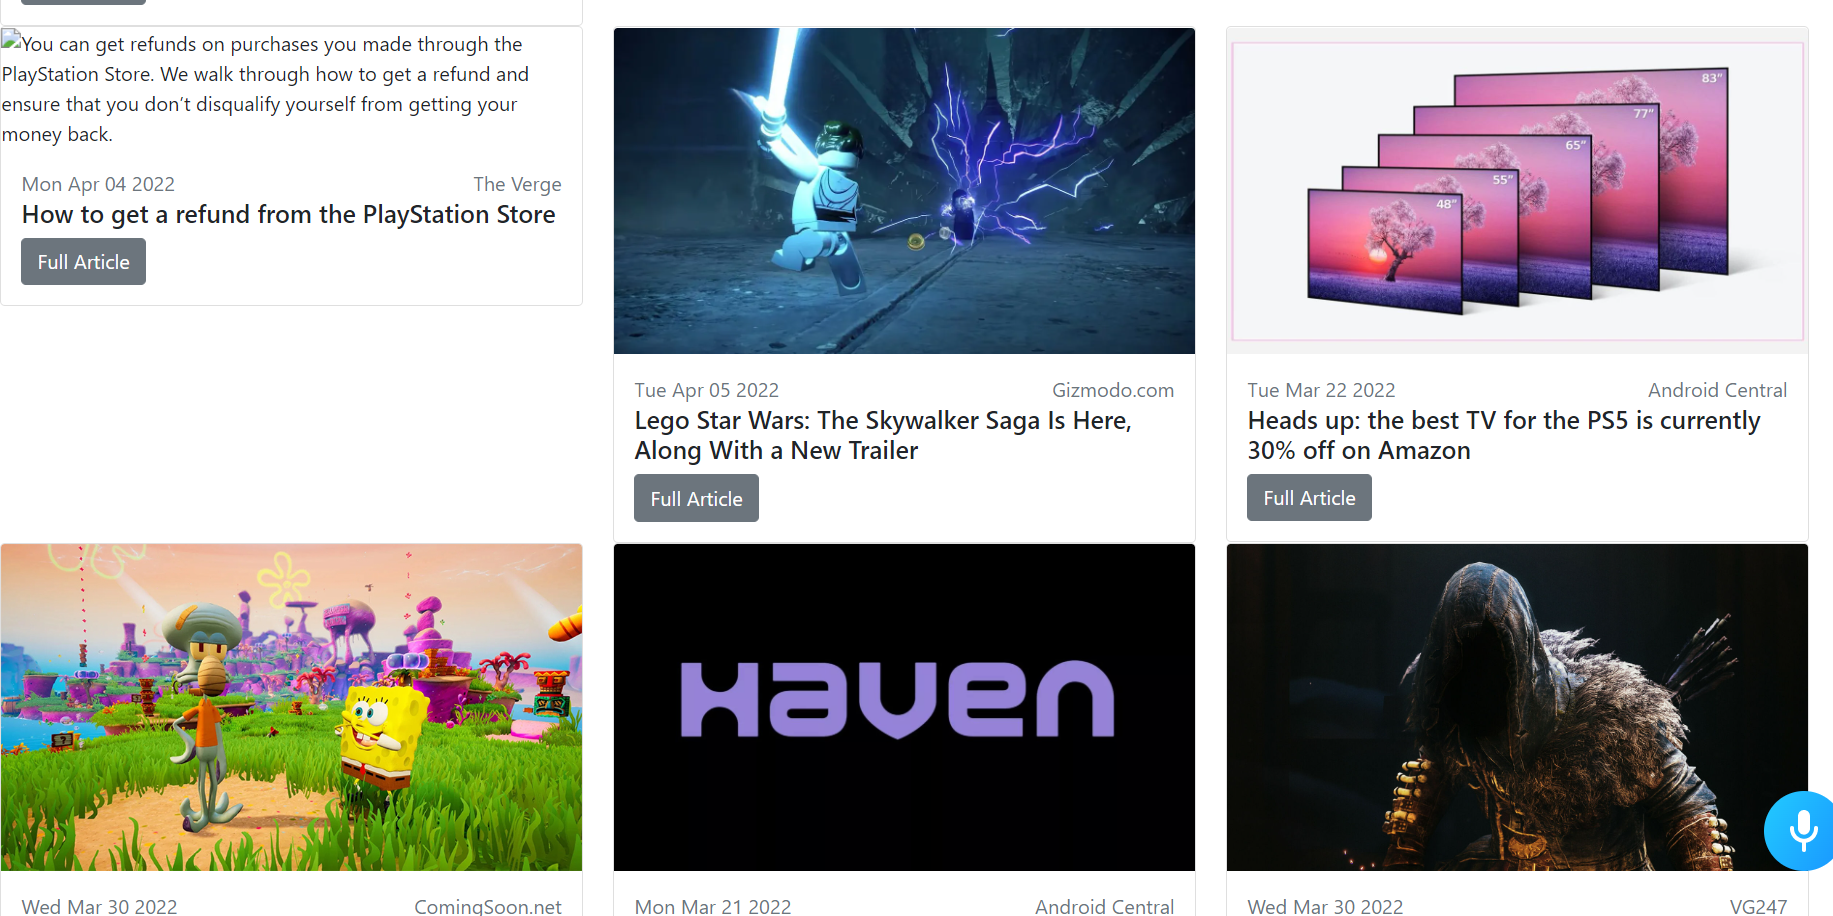 You can get refunds on purchases you made through the
PlayStation Store. We walk through how to get a refund and
ensure that you don’t disqualify yourself from getting your
money back.
Mon Apr 04 2022 The Verge
How to get a refund from the PlayStation Store
Full Article
Tue Apr 05 2022 Gizmodo.com
Lego Star Wars: The Skywalker Saga Is Here,
Along With a New Trailer
Full Article
83"
77"
65"
55"
48"
Tue Mar 22 2022 Android Central
Heads up: the best TV for the PS5 is currently
30% off on Amazon
Full Article
Wed Mar 30 2022 ComingSoon.net
Haven
Mon Mar 21 2022 Android Central
Wed Mar 30 2022 VG247